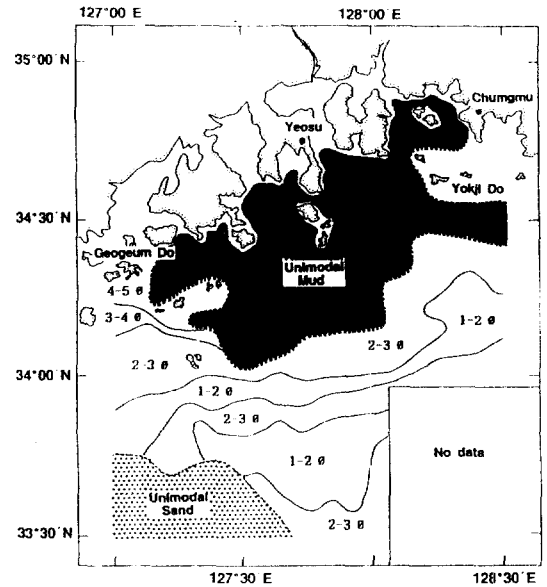 127°00 E
128°00 E
35°00′N
Chumgmu
Yeosu
Yokji Do
34°30′N
Geogeum Do
Unimodal
Mud
4-5 Ø
3-4 Ø
1-2 Ø
2-3 Ø
2-3 Ø
34°00′N
1-2 Ø
2-3 Ø
No data
1-2 Ø
Unimodal
Sand
2-3 Ø
33°30′N
127°30′E
128°30′E